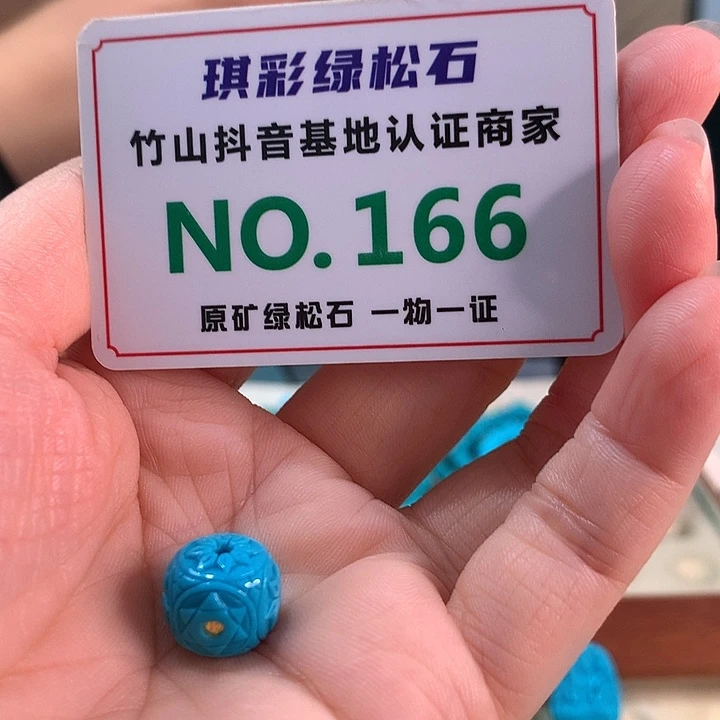 琪彩绿松石
竹山抖音基地认证商家
NO.166
原矿绿松石 一物一证